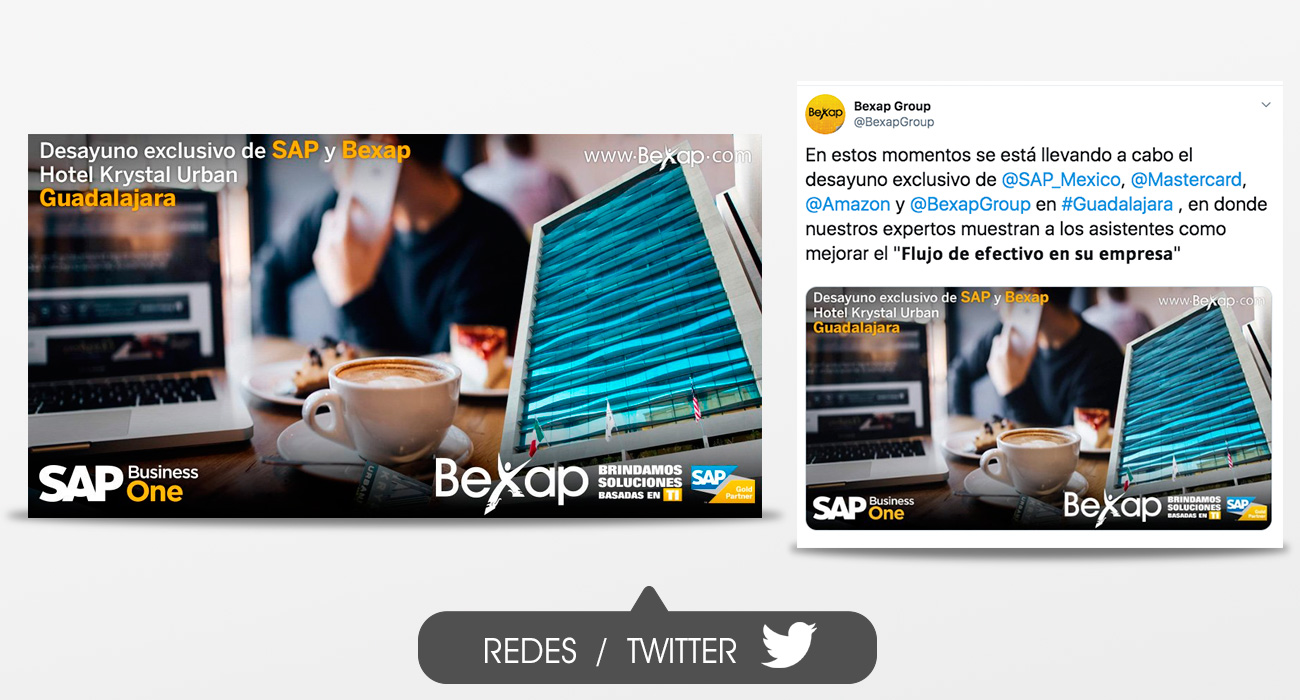 Desayuno exclusivo de SAP y Bexap
Hotel Krystal Urban
Guadalajara
www.Bexap.com
SAP Business One
Bexap
BRINDAMOS
SOLUCIONES
BASADAS EN TI
SAP
Gold
Partner
Bexap
Bexap Group
@BexapGroup
En estos momentos se está llevando a cabo el
desayuno exclusivo de @SAP_Mexico, @Mastercard,
@Amazon y @BexapGroup en #Guadalajara , en donde
nuestros expertos muestran a los asistentes como
mejorar el "Flujo de efectivo en su empresa"
Desayuno exclusivo de SAP y Bexap
Hotel Krystal Urban
Guadalajara
www.Bexap.com
SAP Business One
Bexap
BRINDAMOS
SOLUCIONES
BASADAS EN TI
SAP
Gold
Partner
REDES / TWITTER